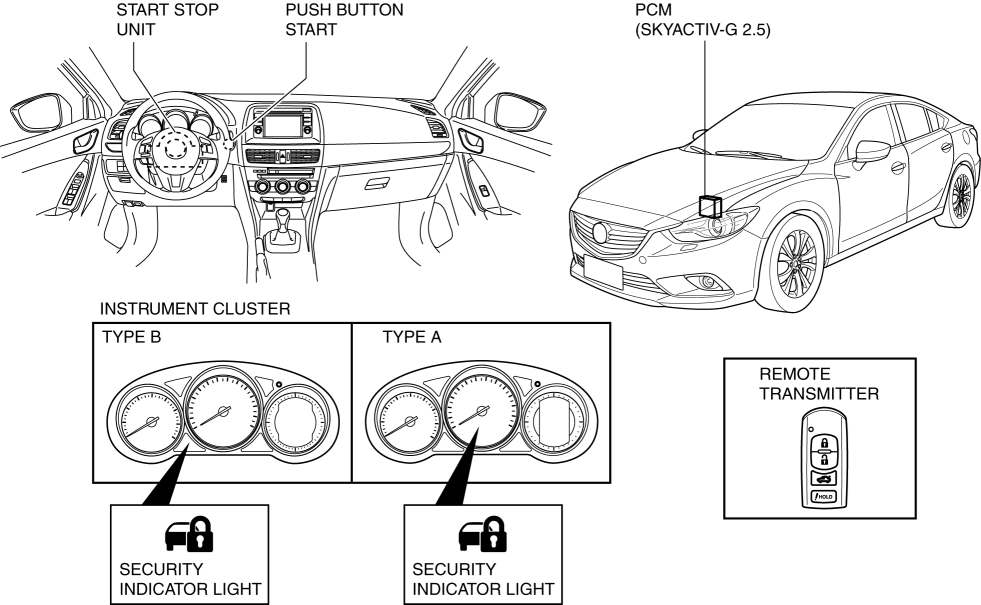 START STOP
UNIT
PUSH BUTTON
START
PCM
(SKYACTIV-G 2.5)
INSTRUMENT CLUSTER
TYPE B
TYPE A
SECURITY
INDICATOR LIGHT
SECURITY
INDICATOR LIGHT
REMOTE
TRANSMITTER
HOLD